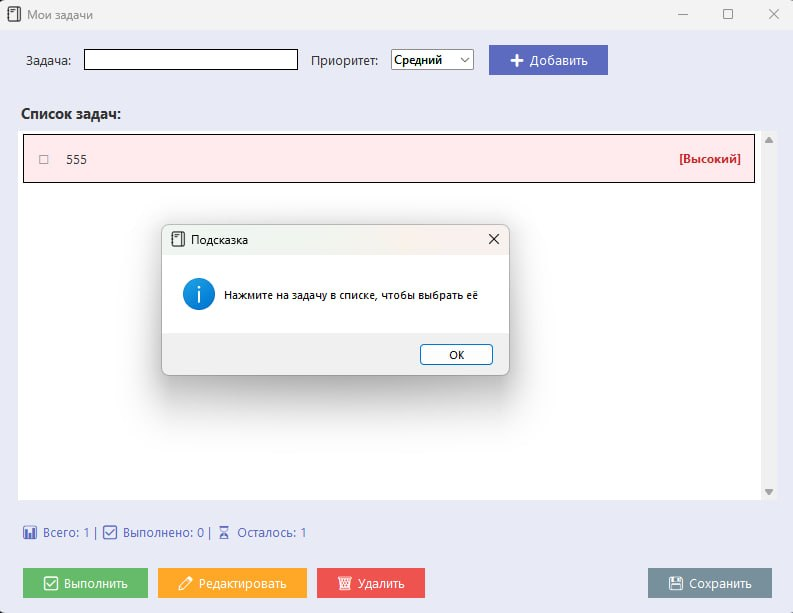 Мои задачи
Задача: Приоритет: Средний Добавить
Список задач:
555 [Высокий]
Подсказка
Нажмите на задачу в списке, чтобы выбрать её
ОК
Всего: 1 | Выполнено: 0 | Осталось: 1
Выполнить Редактировать Удалить Сохранить